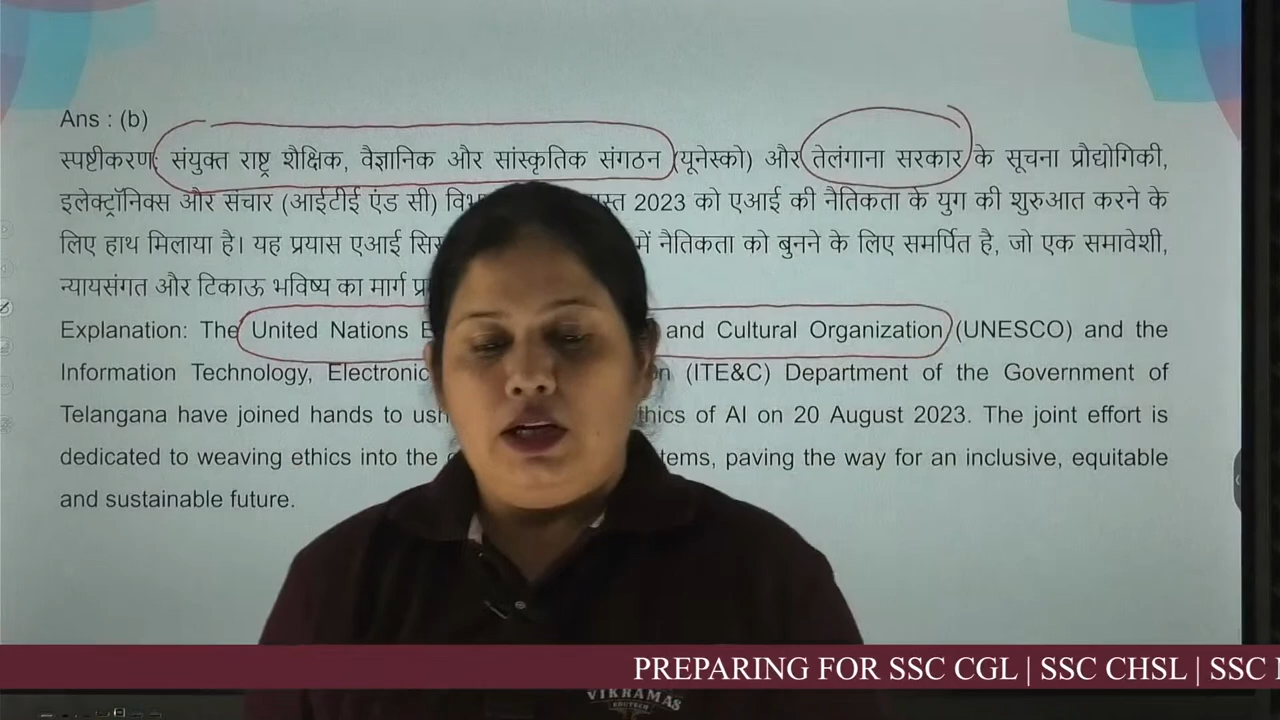 Ans : (b)
स्पष्टीकरण: संयुक्त राष्ट्र शैक्षिक, वैज्ञानिक और सांस्कृतिक संगठन (यूनेस्को) और तेलंगाना सरकार के सूचना प्रौद्योगिकी,
इलेक्ट्रॉनिक्स और संचार (आईटीई एंड सी) 2023 को एआई की नैतिकता के युग की शुरुआत करने के
लिए हाथ मिलाया है। यह प्रयास एआई में नैतिकता को बुनने के लिए समर्पित है, जो एक समावेशी,
न्यायसंगत और टिकाऊ भविष्य का मार्ग
Explanation: The United Nations and Cultural Organization (UNESCO) and the
Information Technology, (ITE&C) Department of the Government of
Telangana have joined hands to of AI on 20 August 2023. The joint effort is
dedicated to weaving ethics into the paving the way for an inclusive, equitable
and sustainable future.
PREPARING FOR SSC CGL | SSC CHSL | SSC
VIKRAMAS
EDUTECH